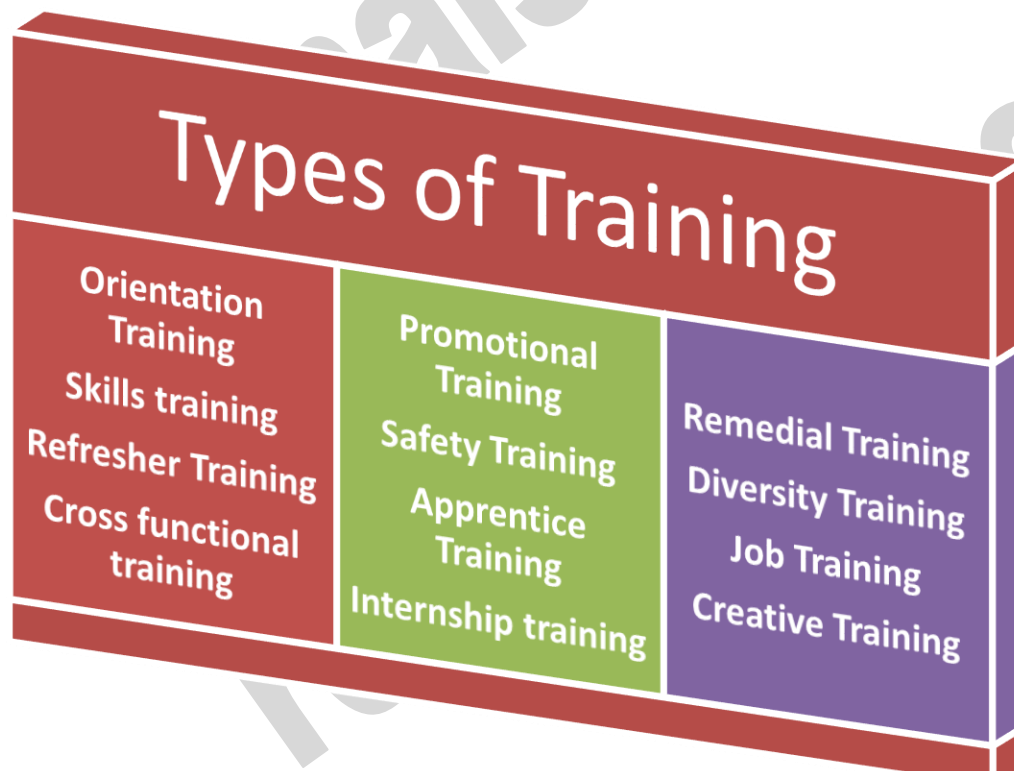 Types of Training
Orientation
Training
Skills training
Refresher Training
Cross functional
training
Promotional
Training
Safety Training
Apprentice
Training
Internship training
Remedial Training
Diversity Training
Job Training
Creative Training